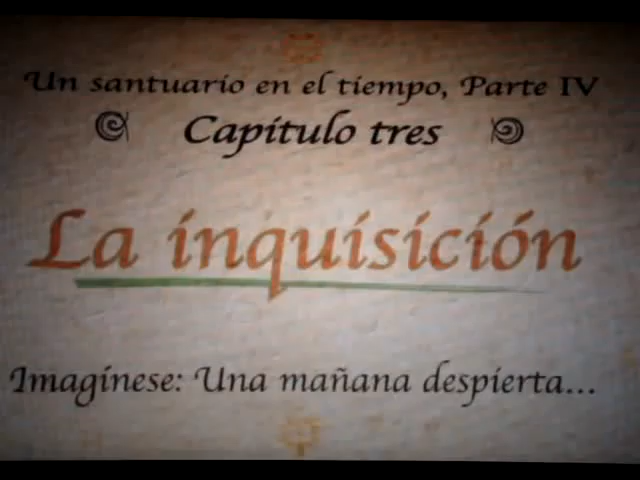 Un santuario en el tiempo, Parte IV
Capítulo tres
La inquisición
Imagínese: Una mañana despierta...